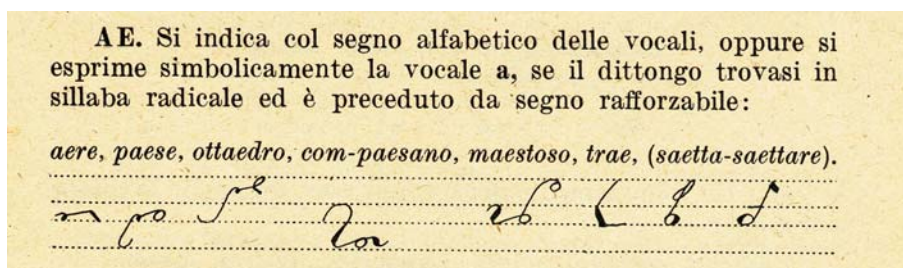 AE. Si indica col segno alfabetico delle vocali, oppure si
esprime simbolicamente la vocale a, se il dittongo trovasi in
sillaba radicale ed è preceduto da segno rafforzabile:
aere, paese, ottaedro, com-paesano, maestoso, trae, (saetta-saettare).